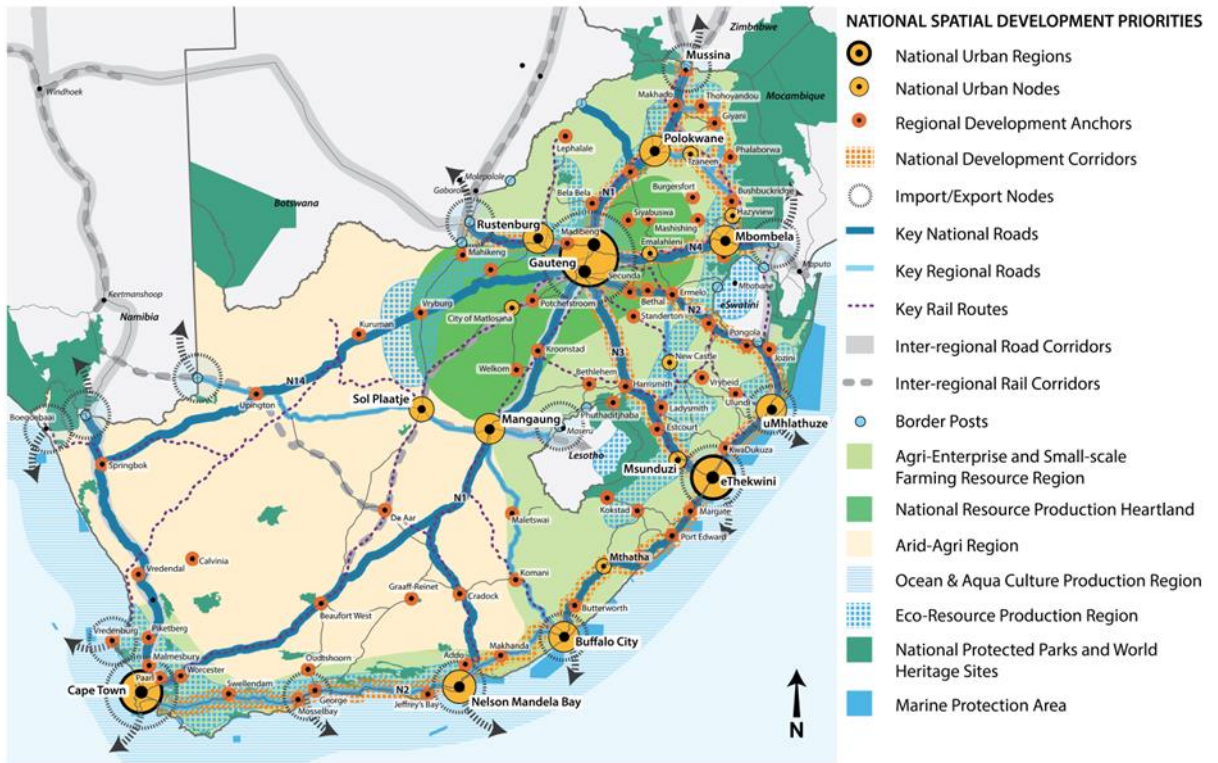 Zimbabwe
Mussina
Windhoek
Makhado
Thohoyandou
Mocambique
Giyani
Polokwane
Lephalale
Tzaneen
Phalaborwa
Molepolole
Gaborone
Burgersfort
Bushbuckridge
Botswana
Bela Bela
N1
Siyabuswa
Hazyview
Rustenburg
Mashishing
Madibeng
Emalahleni
Mbombela
Mahikeng
N4
Gauteng
Maputo
Secunda
Keetmanshoop
Mbabane
Namibia
Vryburg
Potchefstroom
Bethal
Ermelo
eSwatini
City of Matlosana
Standerton
N2
Kuruman
Pongola
Kroonstad
N3
New Castle
Jozini
N14
Welkom
Bethlehem
Harrismith
Vryheid
Upington
Sol Plaatje
Ulundi
Phuthaditjhaba
Ladysmith
uMhlathuze
Mangaung
Maseru
Estcourt
Springbok
Lesotho
KwaDukuza
Msunduzi
eThekwini
N1
Kokstad
Margate
De Aar
Maletswai
Port Edward
Calvinia
Mthatha
Vredendal
Komani
Graaff-Reinet
Cradock
Beaufort West
Butterworth
Vredenburg
Piketberg
Buffalo City
Malmesbury
Oudtshoorn
Addo
Makhanda
Paarl
Worcester
Cape Town
Swellendam
N2
George
Nelson Mandela Bay
Mosselbay
Jeffrey's Bay
N
NATIONAL SPATIAL DEVELOPMENT PRIORITIES
National Urban Regions
National Urban Nodes
Regional Development Anchors
National Development Corridors
Import/Export Nodes
Key National Roads
Key Regional Roads
Key Rail Routes
Inter-regional Road Corridors
Inter-regional Rail Corridors
Border Posts
Agri-Enterprise and Small-scale
Farming Resource Region
National Resource Production Heartland
Arid-Agri Region
Ocean & Aqua Culture Production Region
Eco-Resource Production Region
National Protected Parks and World
Heritage Sites
Marine Protection Area